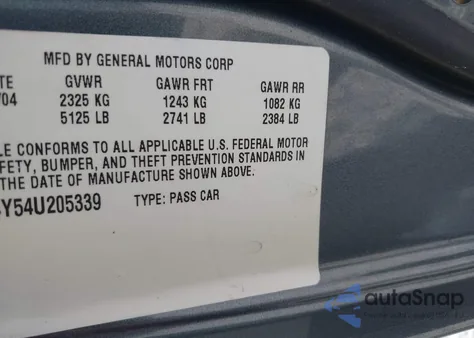 MFD BY GENERAL MOTORS CORP
TE GVWR GAWR FRT GAWR RR
/04 2325 KG 1243 KG 1082 KG
5125 LB 2741 LB 2384 LB
LE CONFORMS TO ALL APPLICABLE U.S. FEDERAL MOTOR
FETY, BUMPER, AND THEFT PREVENTION STANDARDS IN
THE DATE OF MANUFACTURE SHOWN ABOVE.
Y54U205339 TYPE: PASS CAR
autoSnap